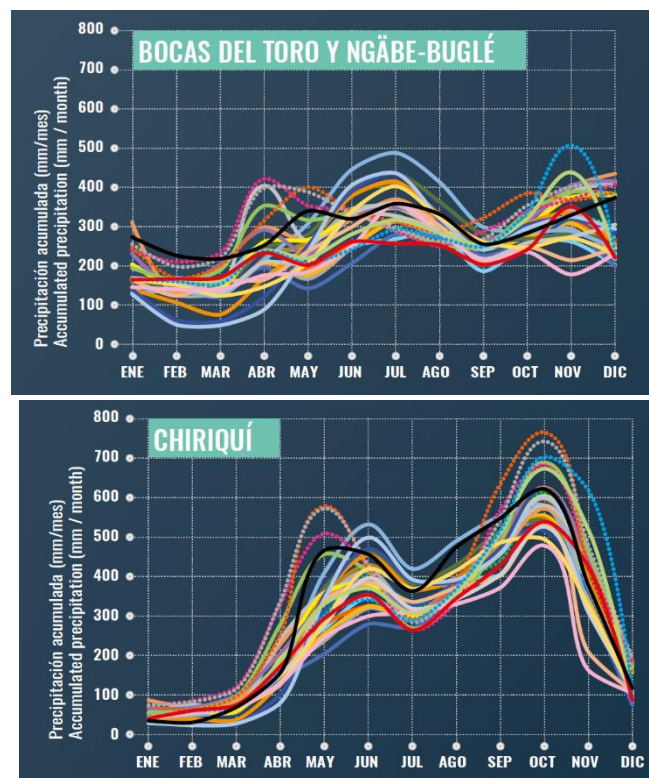 BOCAS DEL TORO Y NGÄBE-BUGLÉ
Precipitación acumulada (mm/mes)
Accumulated precipitation (mm / month)
800
700
600
500
400
300
200
100
0
ENE FEB MAR ABR MAY JUN JUL AGO SEP OCT NOV DIC
CHIRIQUÍ
Precipitación acumulada (mm/mes)
Accumulated precipitation (mm / month)
800
700
600
500
400
300
200
100
0
ENE FEB MAR ABR MAY JUN JUL AGO SEP OCT NOV DIC